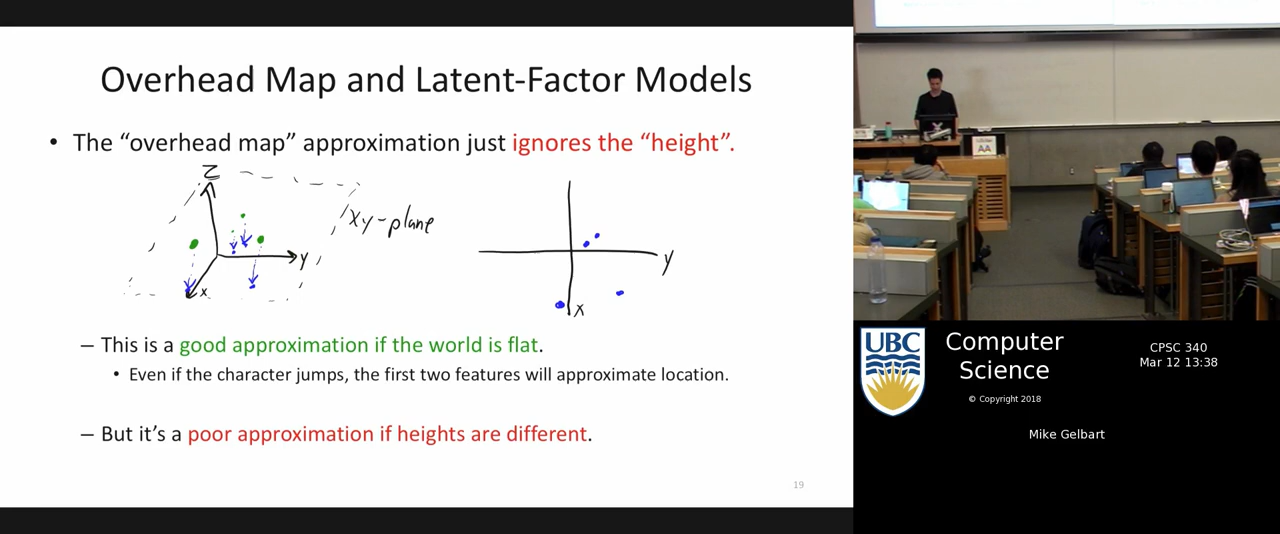 Overhead Map and Latent-Factor Models
• The “overhead map” approximation just ignores the “height”.
Z
xy-plane
y
x
y
x
– This is a good approximation if the world is flat.
• Even if the character jumps, the first two features will approximate location.
– But it’s a poor approximation if heights are different.
19
AA
UBC
Computer
Science
© Copyright 2018
CPSC 340
Mar 12 13:38
Mike Gelbart